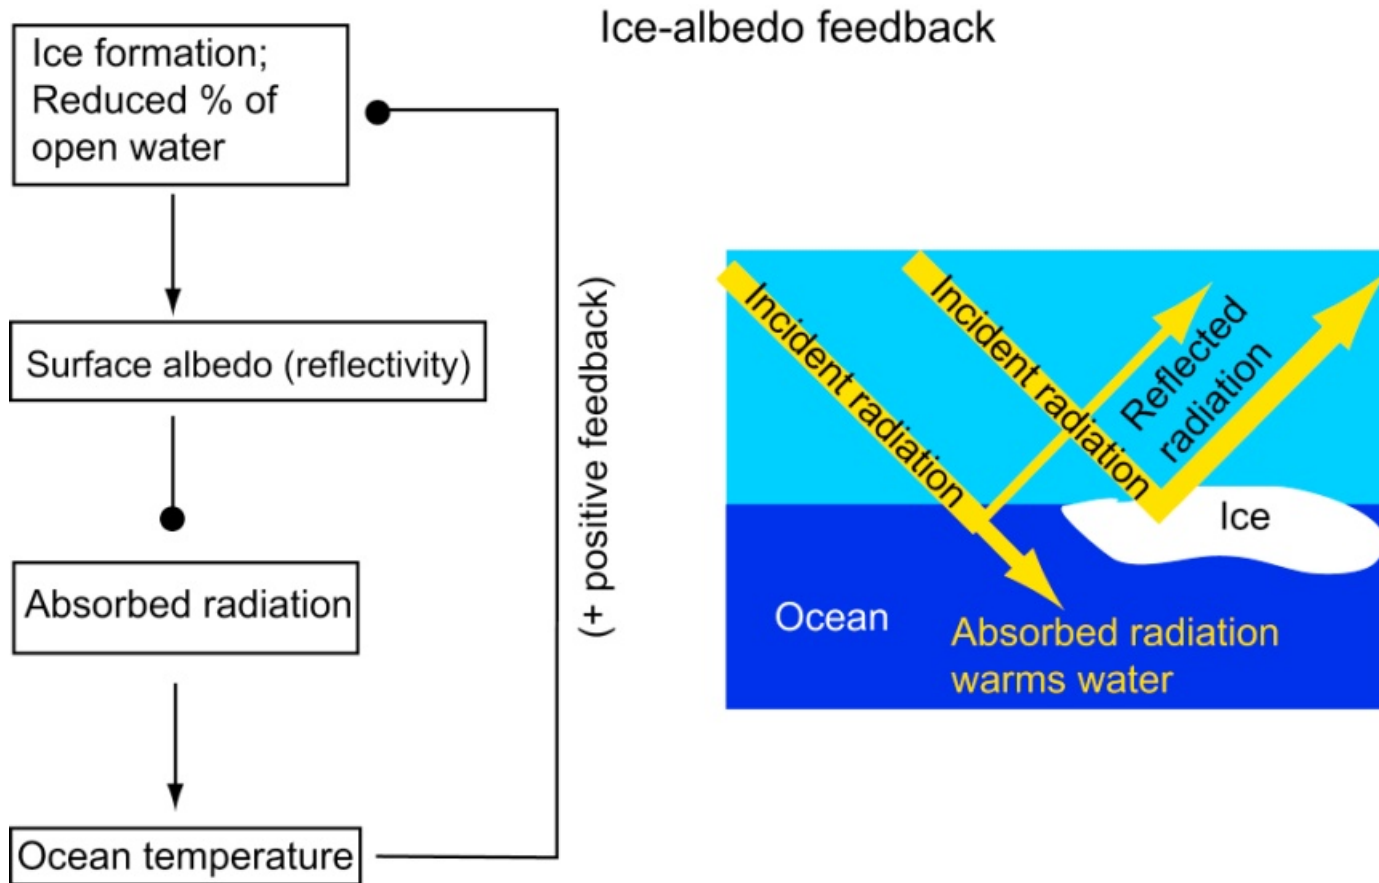 Ice-albedo feedback
Ice formation;
Reduced % of
open water
Surface albedo (reflectivity)
Absorbed radiation
Ocean temperature
(+ positive feedback)
Incident radiation
Incident radiation
Reflected
radiation
Ice
Ocean
Absorbed radiation
warms water